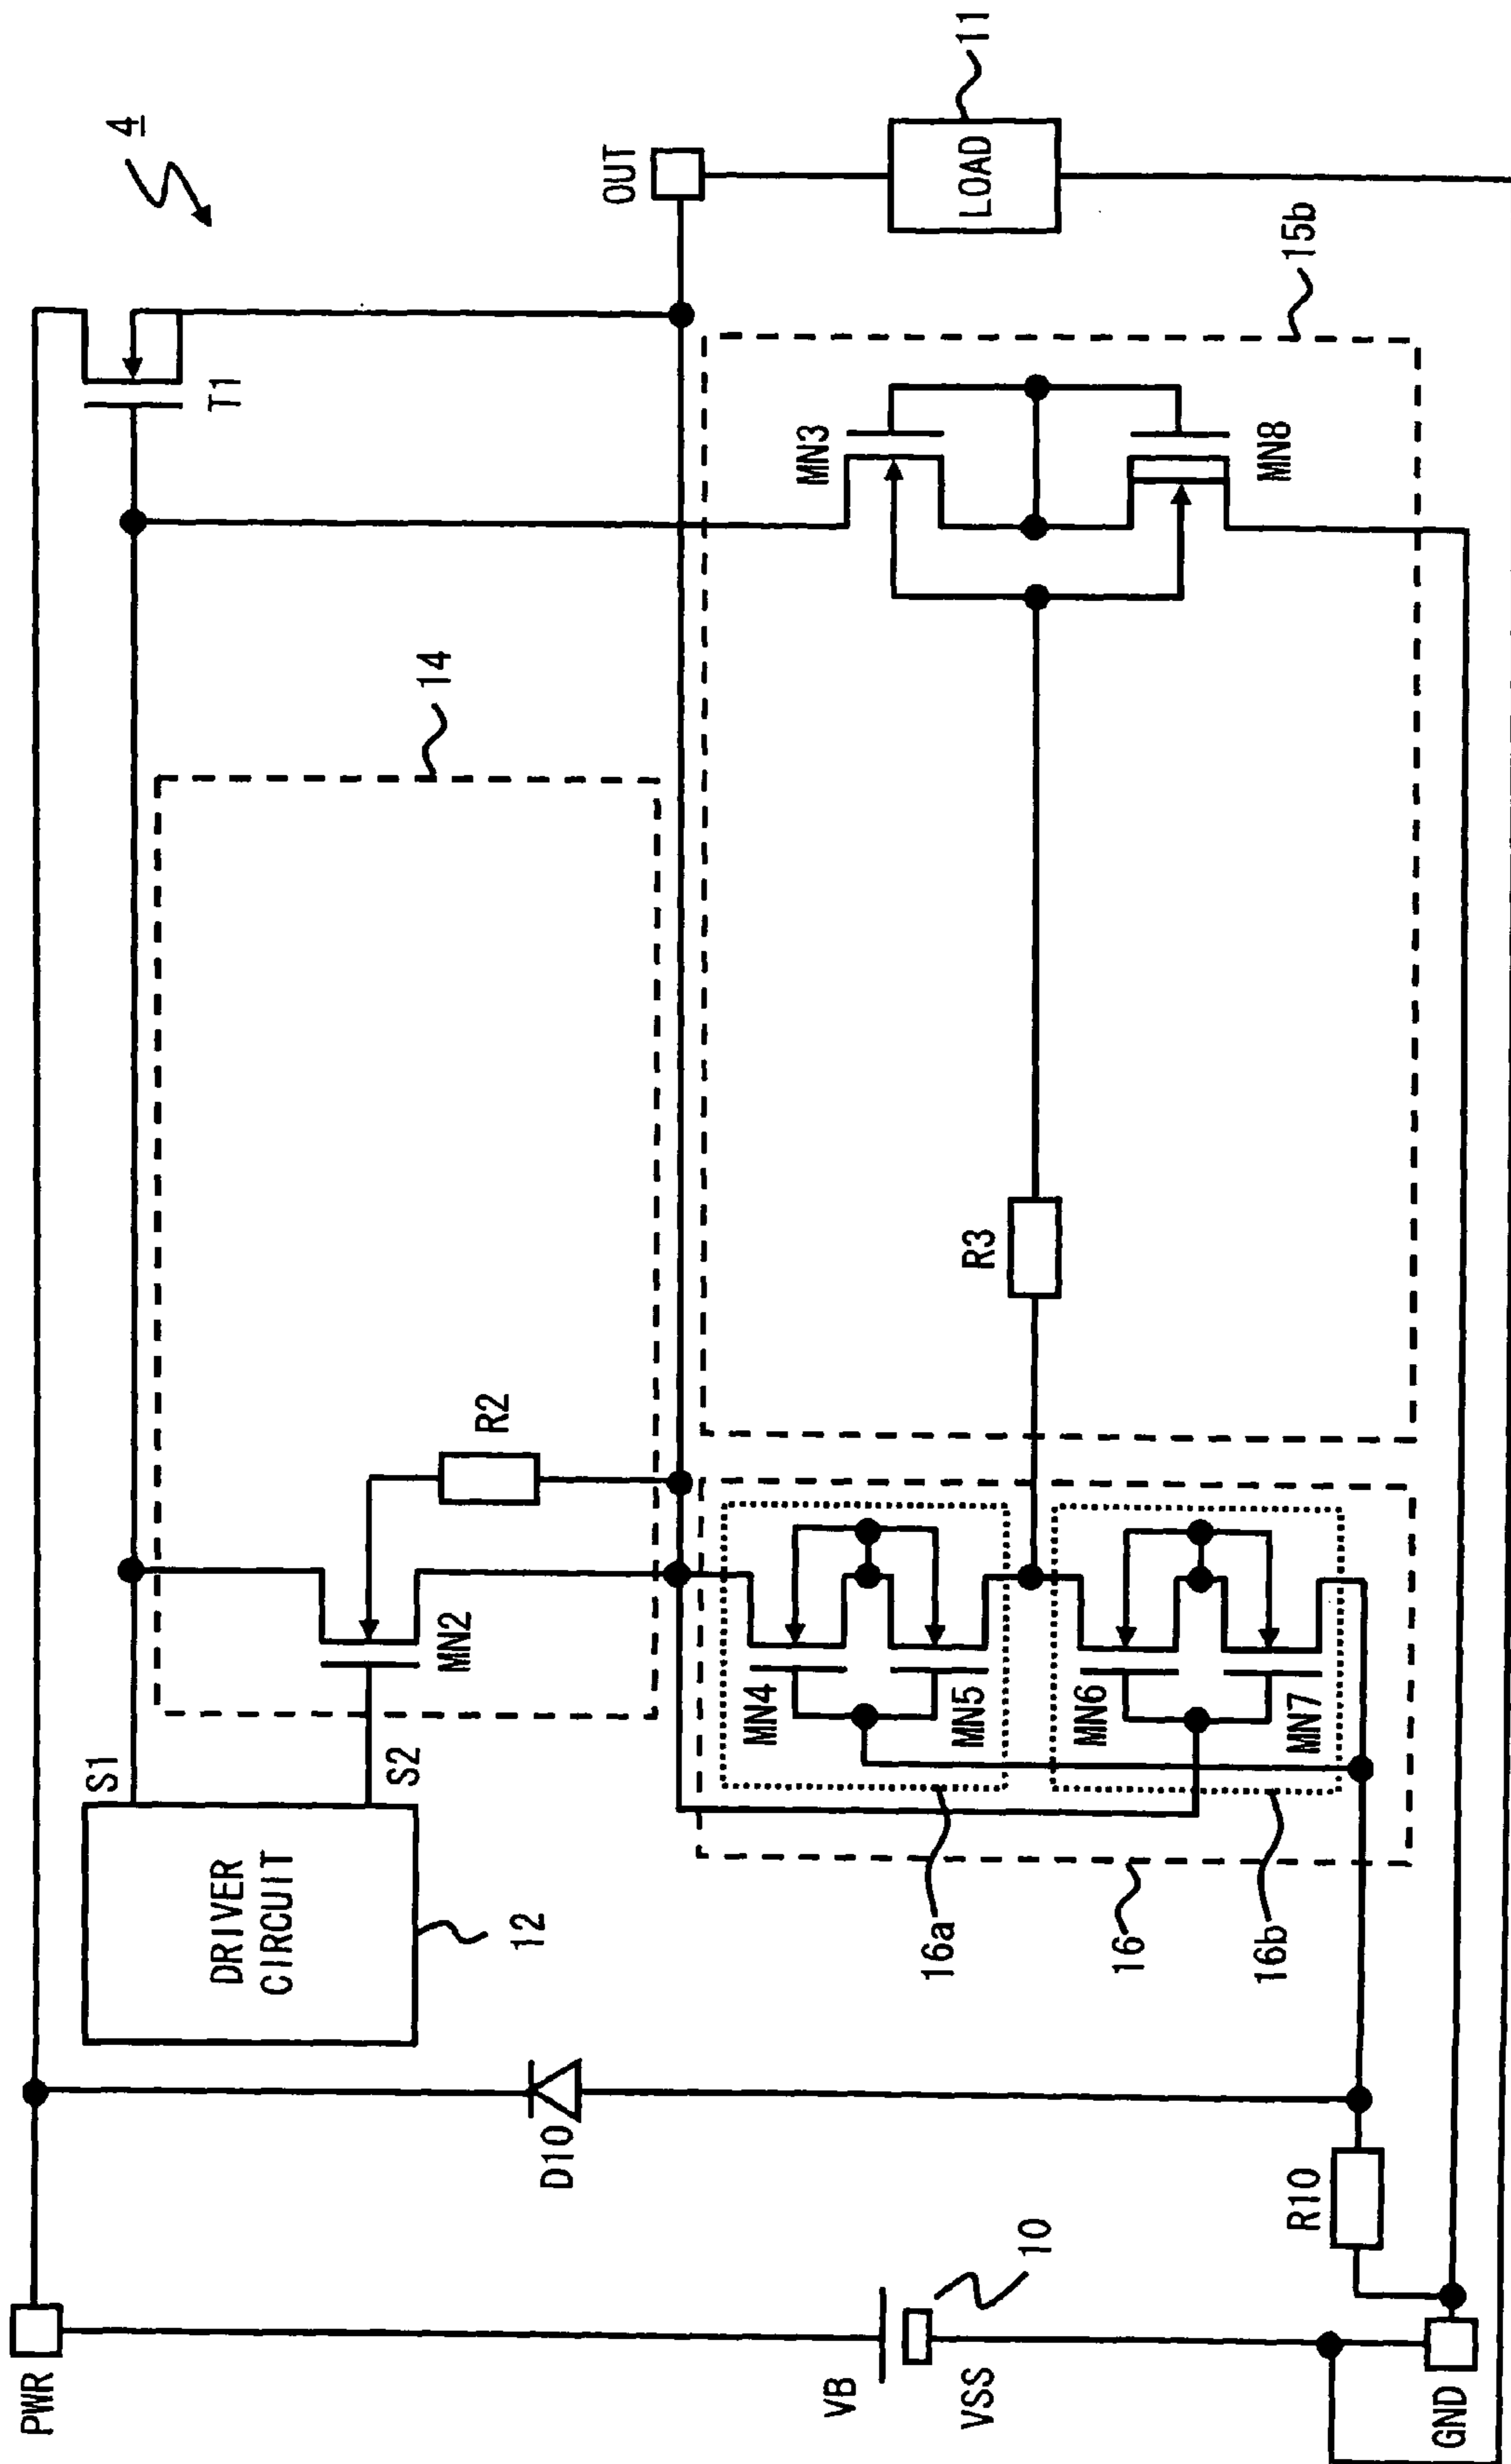 4
PWR
S1
DRIVER
CIRCUIT
12
S2
MN2
R2
14
T1
OUT
D10
VB
VSS
10
GND
R10
16a
16
16b
MN4
MN5
MN6
MN7
R3
MN3
MN8
15b
LOAD
11